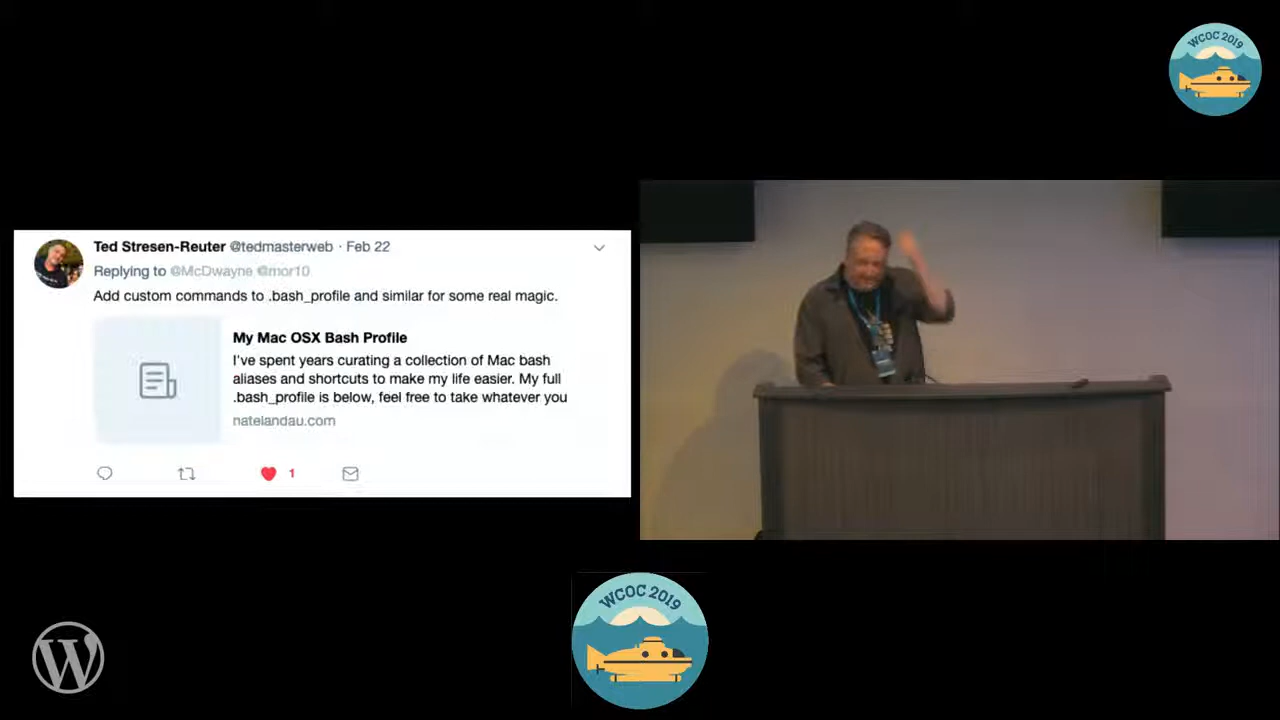 WCOC 2019
Ted Stresen-Reuter @tedmasterweb · Feb 22
Replying to @McDwayne @mor10
Add custom commands to .bash_profile and similar for some real magic.
My Mac OSX Bash Profile
I've spent years curating a collection of Mac bash
aliases and shortcuts to make my life easier. My full
.bash_profile is below, feel free to take whatever you
natelandau.com
1
WCOC 2019
W